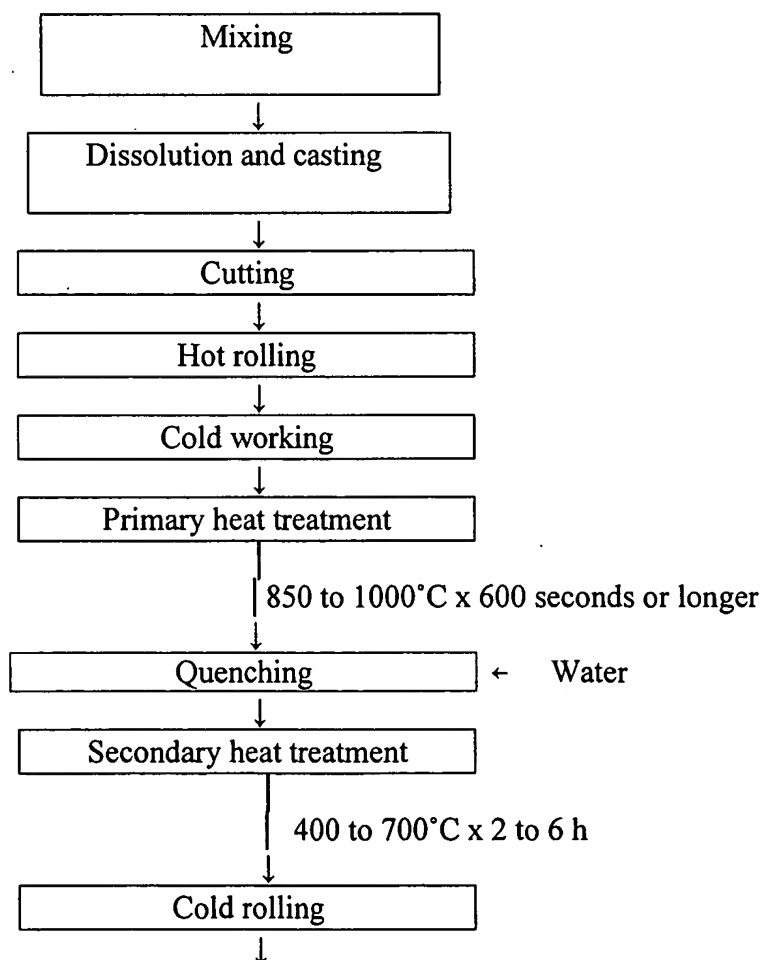 Mixing
↓
Dissolution and casting
↓
Cutting
↓
Hot rolling
↓
Cold working
↓
Primary heat treatment
850 to 1000°C x 600 seconds or longer
↓
Quenching ← Water
↓
Secondary heat treatment
400 to 700°C x 2 to 6 h
↓
Cold rolling
↓